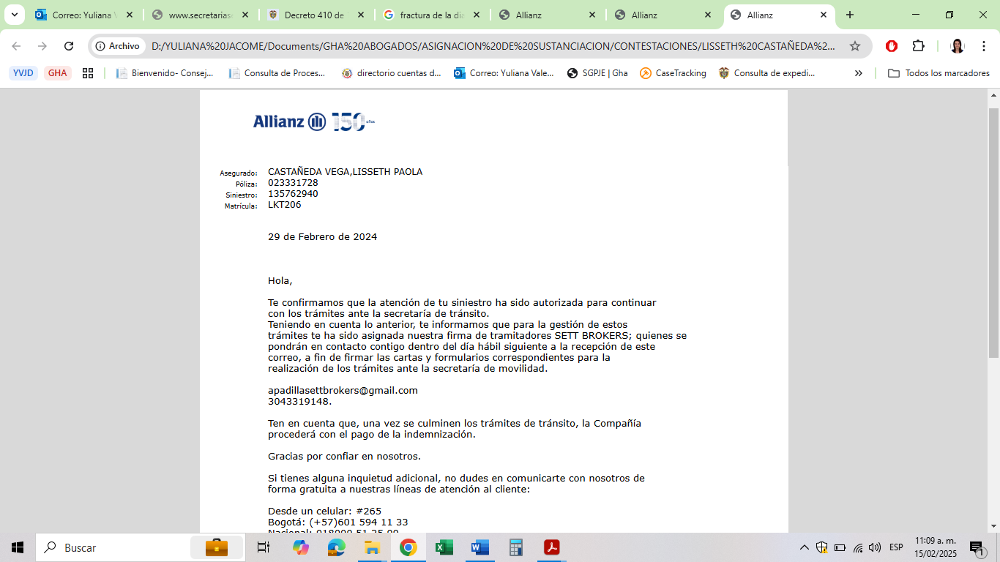 Correo: Yuliana V
www.secretarias
Decreto 410 de
fractura de la dia
Allianz
Allianz
Allianz
Archivo
D:/YULIANA%20JACOME/Documents/GHA%20ABOGADOS/ASIGNACION%20DE%20SUSTANCIACION/CONTESTACIONES/LISSETH%20CASTAÑEDA%2...
YVJD
GHA
Bienvenido- Consej...
Consulta de Proces...
directorio cuentas d...
Correo: Yuliana Vale...
SGPJE | Gha
CaseTracking
Consulta de expedi...
»
Todos los marcadores
Allianz 150 años
Asegurado: CASTAÑEDA VEGA,LISSETH PAOLA
Póliza: 023331728
Siniestro: 135762940
Matrícula: LKT206
29 de Febrero de 2024
Hola,
Te confirmamos que la atención de tu siniestro ha sido autorizada para continuar
con los trámites ante la secretaría de tránsito.
Teniendo en cuenta lo anterior, te informamos que para la gestión de estos
trámites te ha sido asignada nuestra firma de tramitadores SETT BROKERS; quienes se
pondrán en contacto contigo dentro del día hábil siguiente a la recepción de este
correo, a fin de firmar las cartas y formularios correspondientes para la
realización de los trámites ante la secretaría de movilidad.
apadillasettbrokers@gmail.com
3043319148.
Ten en cuenta que, una vez se culminen los trámites de tránsito, la Compañía
procederá con el pago de la indemnización.
Gracias por confiar en nosotros.
Si tienes alguna inquietud adicional, no dudes en comunicarte con nosotros de
forma gratuita a nuestras líneas de atención al cliente:
Desde un celular: #265
Bogotá: (+57)601 594 11 33
Buscar
ESP
11:09 a. m.
15/02/2025
1